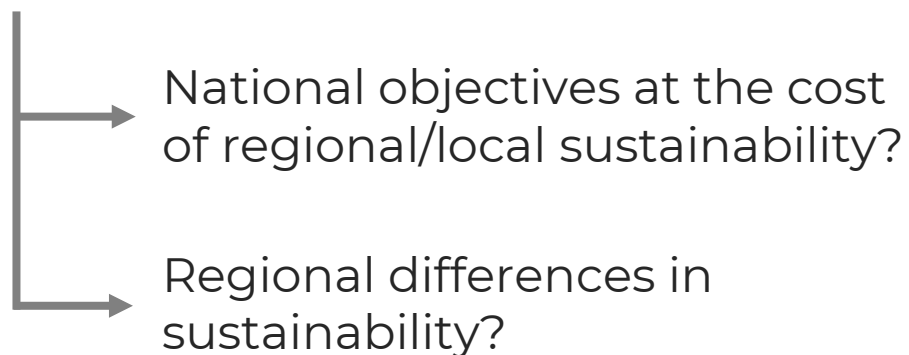 National objectives at the cost
of regional/local sustainability?
Regional differences in
sustainability?